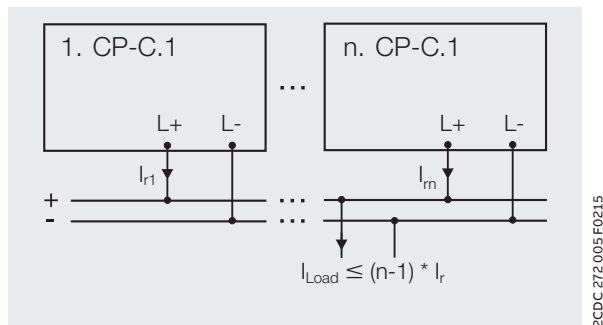 1. CP-C.1
n. CP-C.1
...
L+ L-
L+ L-
Ir1
Irn
+ ...
- ...
ILoad ≤ (n-1) * Ir
2CDC 272 005 F0215